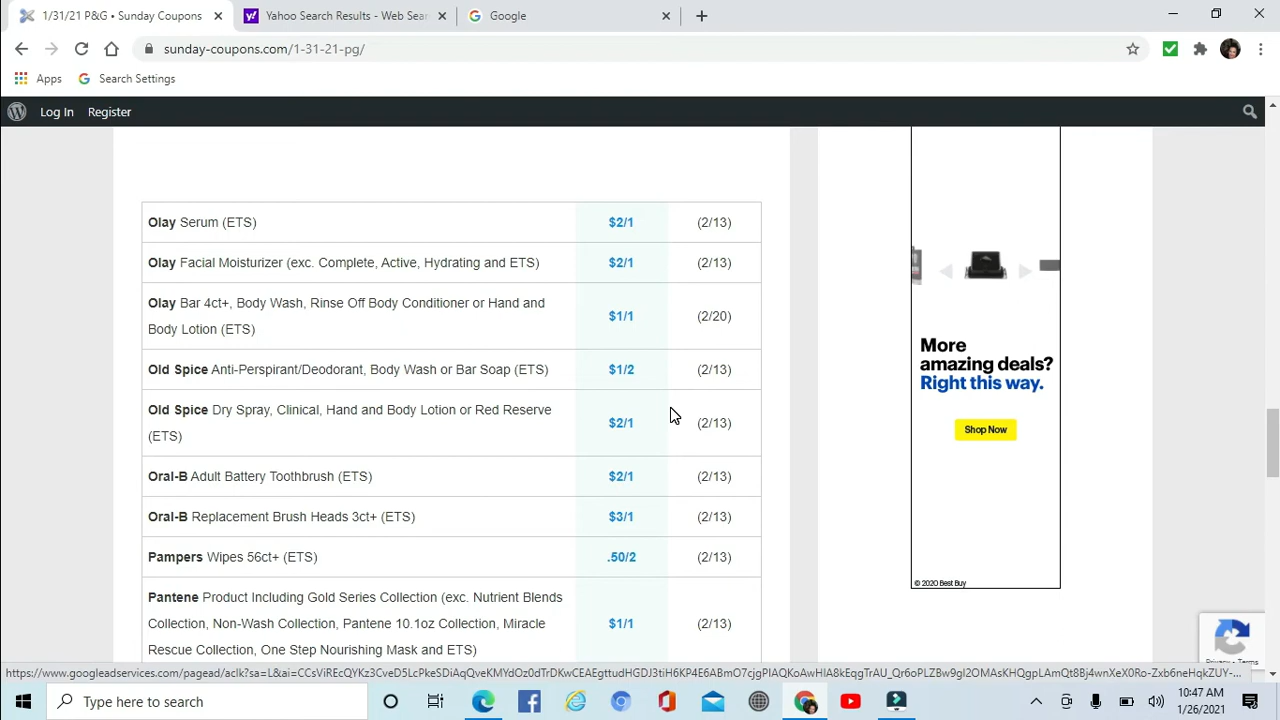 1/31/21 P&G • Sunday Coupons
Yahoo Search Results - Web Sear
Google
sunday-coupons.com/1-31-21-pg/
Apps
Search Settings
Log In
Register
Olay Serum (ETS)
$2/1
(2/13)
Olay Facial Moisturizer (exc. Complete, Active, Hydrating and ETS)
$2/1
(2/13)
Olay Bar 4ct+, Body Wash, Rinse Off Body Conditioner or Hand and
Body Lotion (ETS)
$1/1
(2/20)
Old Spice Anti-Perspirant/Deodorant, Body Wash or Bar Soap (ETS)
$1/2
(2/13)
Old Spice Dry Spray, Clinical, Hand and Body Lotion or Red Reserve
(ETS)
$2/1
(2/13)
Oral-B Adult Battery Toothbrush (ETS)
$2/1
(2/13)
Oral-B Replacement Brush Heads 3ct+ (ETS)
$3/1
(2/13)
Pampers Wipes 56ct+ (ETS)
.50/2
(2/13)
Pantene Product Including Gold Series Collection (exc. Nutrient Blends
Collection, Non-Wash Collection, Pantene 10.1oz Collection, Miracle
Rescue Collection, One Step Nourishing Mask and ETS)
$1/1
(2/13)
More
amazing deals?
Right this way.
Shop Now
© 2020 Best Buy
Type here to search
10:47 AM
1/26/2021